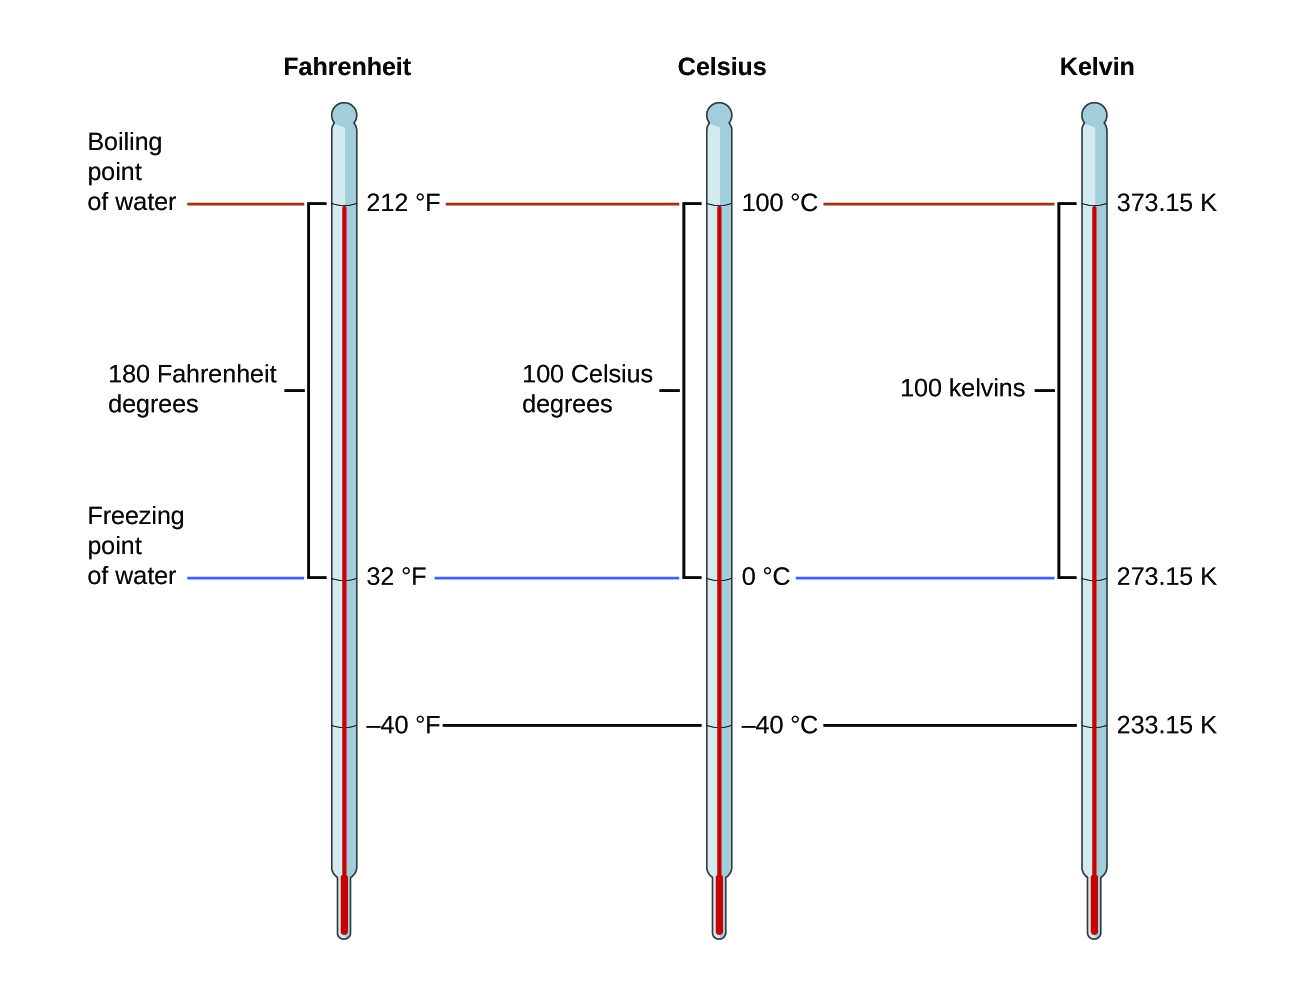 Fahrenheit
Celsius
Kelvin
Boiling
point
of water
212 °F
100 °C
373.15 K
180 Fahrenheit
degrees
100 Celsius
degrees
100 kelvins
Freezing
point
of water
32 °F
0 °C
273.15 K
–40 °F
–40 °C
233.15 K